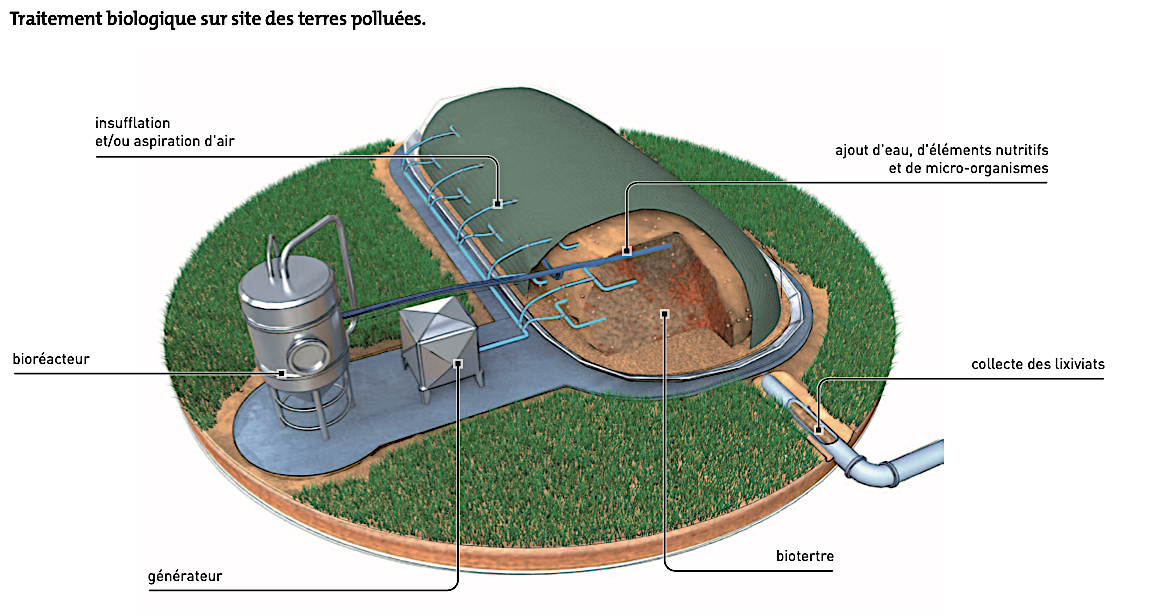 Traitement biologique sur site des terres polluées.
insufflation
et/ou aspiration d'air
ajout d'eau, d'éléments nutritifs
et de micro-organismes
bioréacteur
collecte des lixiviats
biotertre
générateur